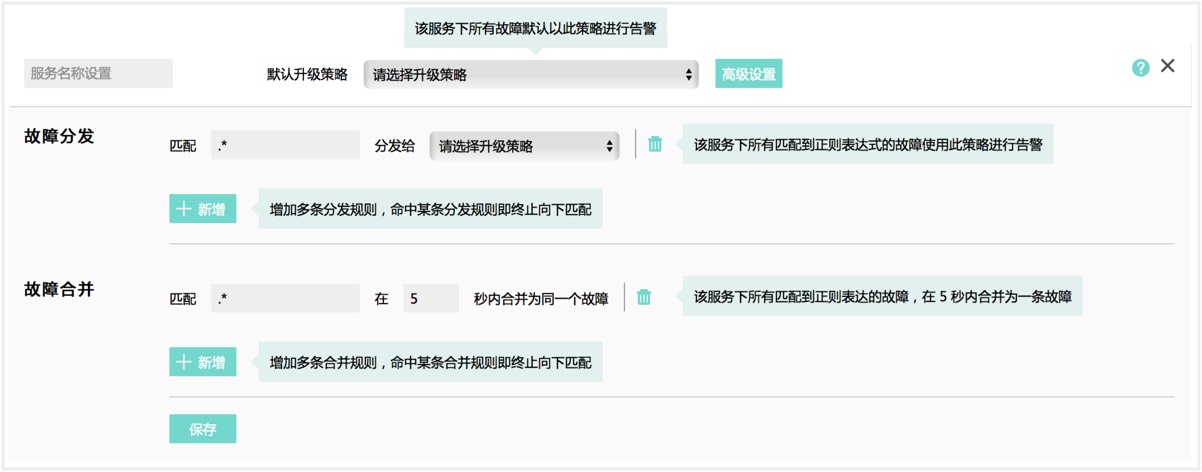 该服务下所有故障默认以此策略进行告警
服务名称设置 默认升级策略 请选择升级策略 高级设置 ?
故障分发 匹配 .* 分发给 请选择升级策略 该服务下所有匹配到正则表达式的故障使用此策略进行告警
新增 增加多条分发规则，命中某条分发规则即终止向下匹配
故障合并 匹配 .* 在 5 秒内合并为同一个故障 该服务下所有匹配到正则表达的故障，在 5 秒内合并为一条故障
新增 增加多条合并规则，命中某条合并规则即终止向下匹配
保存